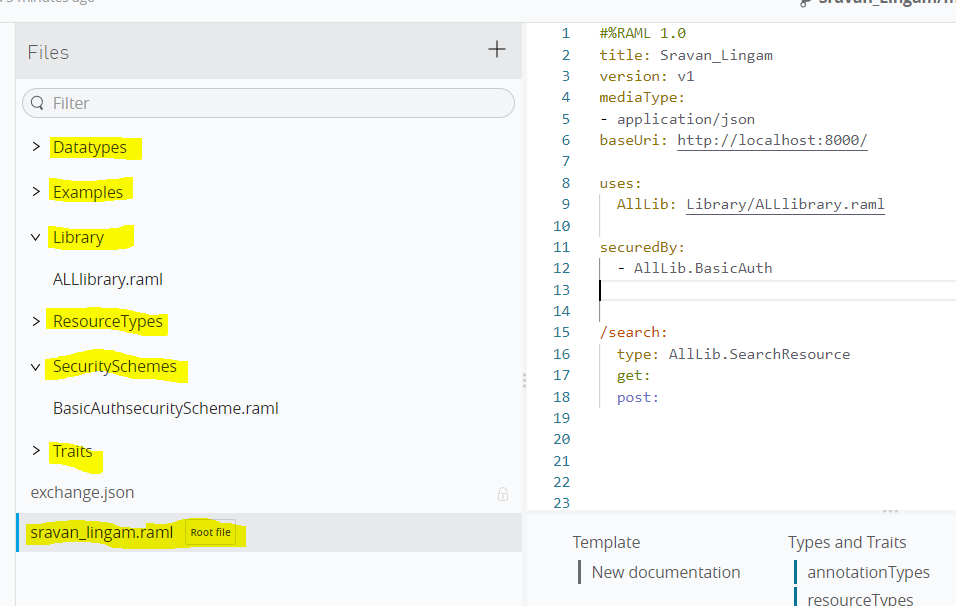 Files
+
Filter
> Datatypes
> Examples
Library
ALLlibrary.raml
> ResourceTypes
SecuritySchemes
BasicAuthsecurityScheme.raml
> Traits
exchange.json
sravan_lingam.raml Root file
1 #%RAML 1.0
2 title: Sravan_Lingam
3 version: v1
4 mediaType:
5 - application/json
6 baseUri: http://localhost:8000/
7
8 uses:
9 AllLib: Library/ALLlibrary.raml
10
11 securedBy:
12 - AllLib.BasicAuth
13
14
15 /search:
16 type: AllLib.SearchResource
17 get:
18 post:
19
20
21
22
23
Template
New documentation
Types and Traits
annotationTypes
resourceTypes